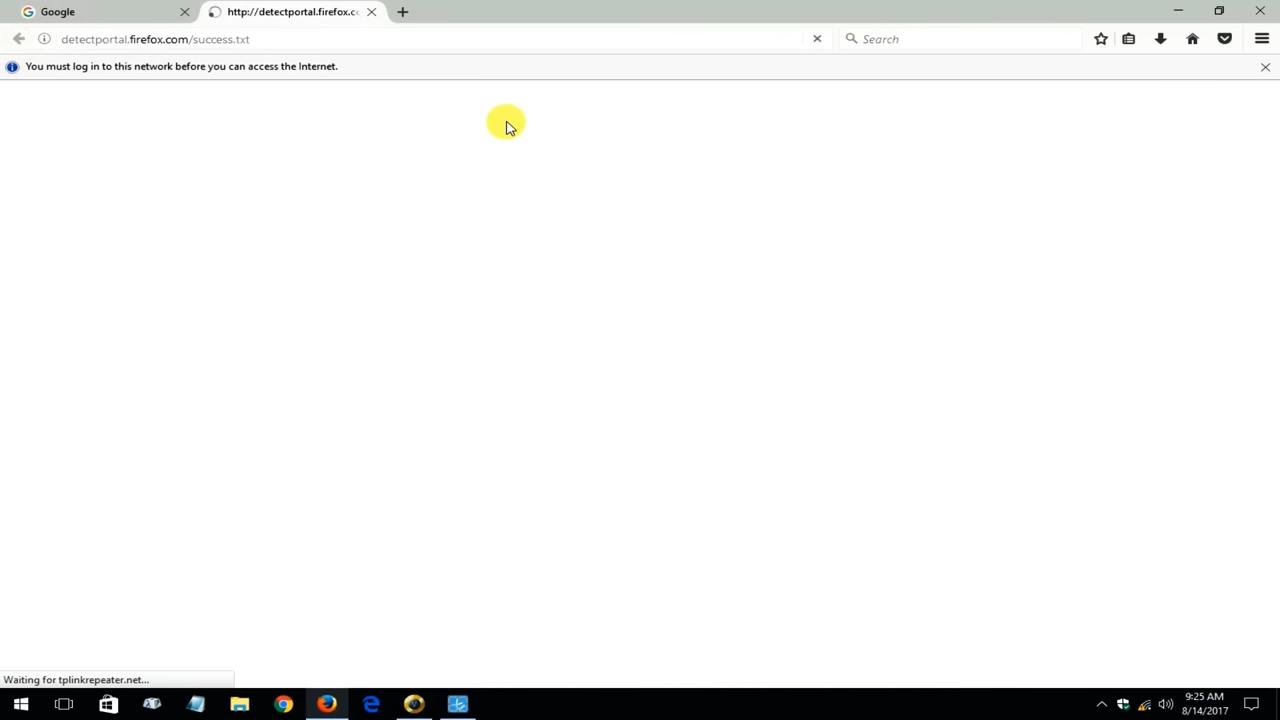 Google
http://detectportal.firefox.cc
detectportal.firefox.com/success.txt
Search
You must log in to this network before you can access the Internet.
Waiting for tplinkrepeater.net...
9:25 AM
8/14/2017